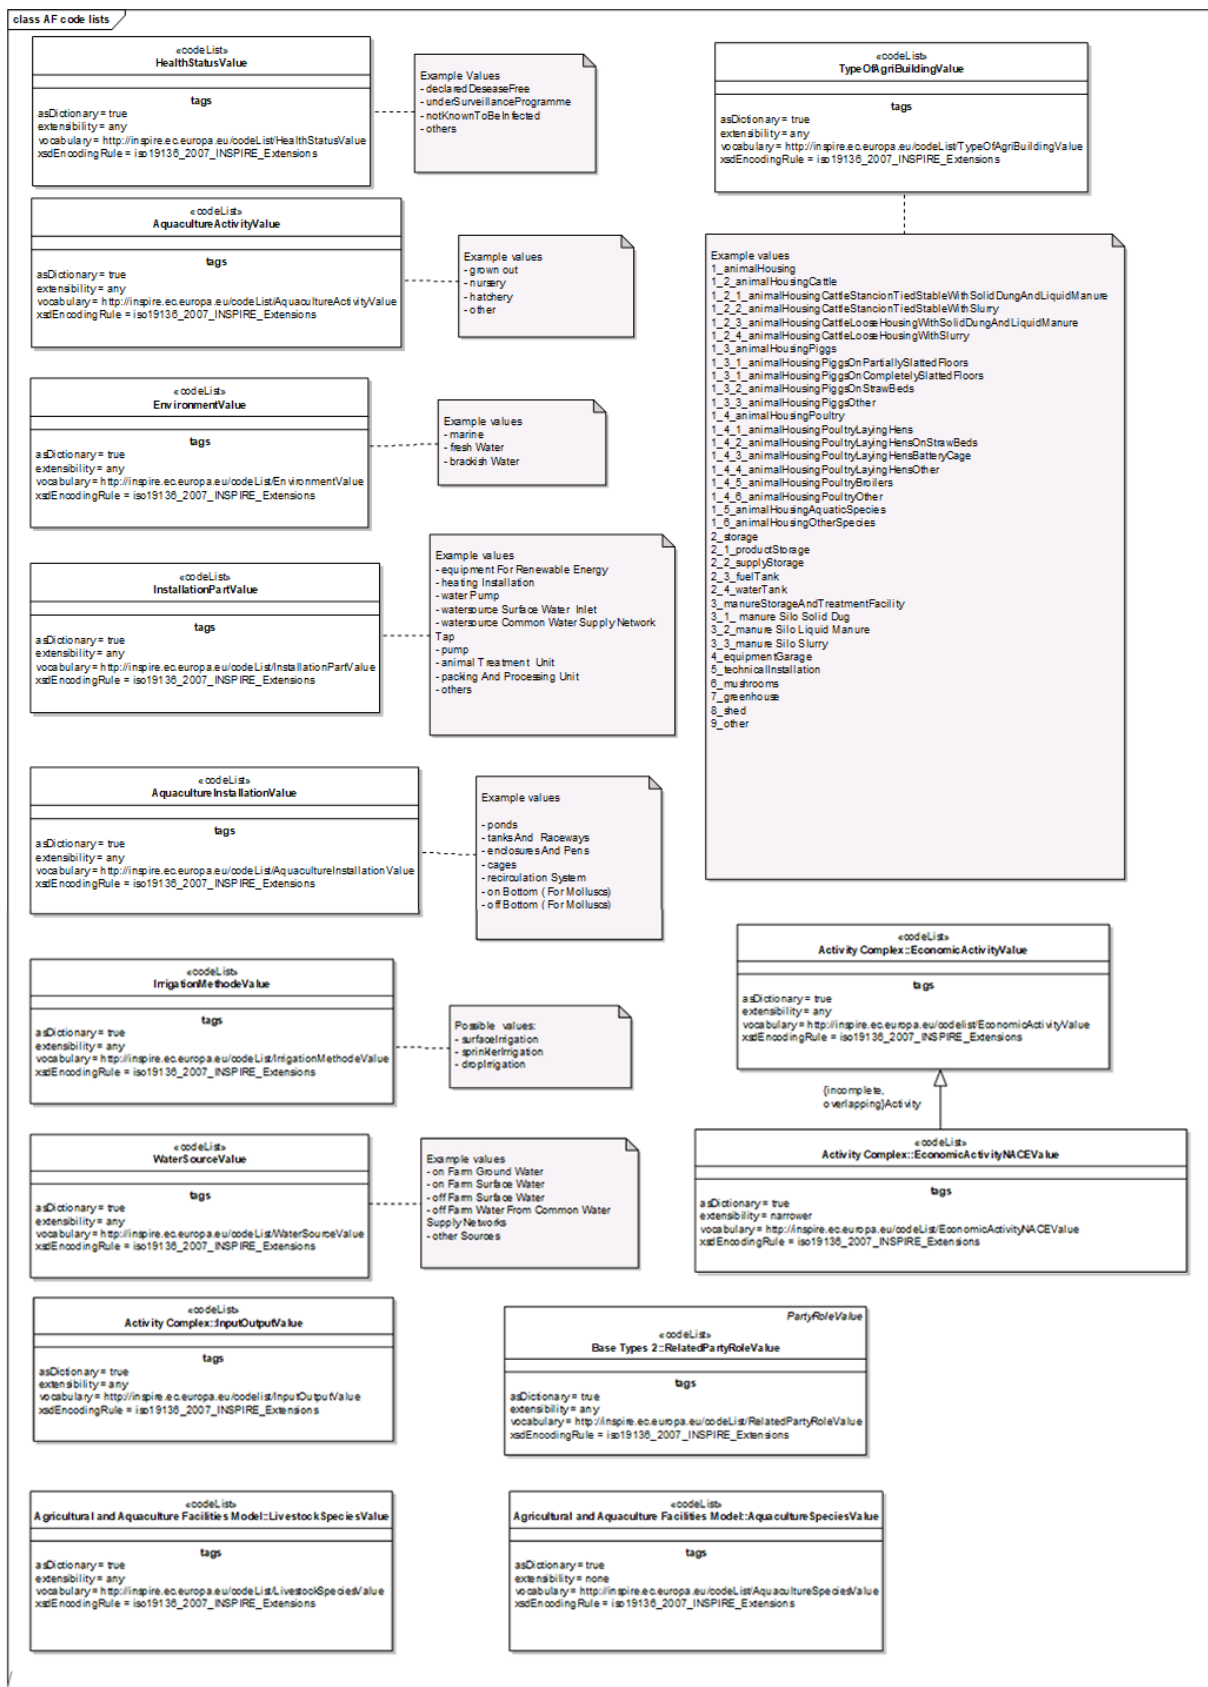 class AF code lists
«codeList»
HealthStatusValue
tags
asDictionary = true
extensibility = any
vocabulary = http://inspire.ec.europa.eu/codeList/HealthStatusValue
xsdEncodingRule = iso19136_2007_INSPIRE_Extensions
Example Values
- declaredDeseaseFree
- underSurveillanceProgramme
- notKnownToBeInfected
- others
«codeList»
TypeOfAgriBuildingValue
tags
asDictionary = true
extensibility = any
vocabulary = http://inspire.ec.europa.eu/codeList/TypeOfAgriBuildingValue
xsdEncodingRule = iso19136_2007_INSPIRE_Extensions
«codeList»
AquacultureActivityValue
tags
asDictionary = true
extensibility = any
vocabulary = http://inspire.ec.europa.eu/codeList/AquacultureActivityValue
xsdEncodingRule = iso19136_2007_INSPIRE_Extensions
Example values
- grown out
- nursery
- hatchery
- other
Example values
1_animalHousing
1_2_animalHousingCattle
1_2_1_animalHousingCattleStancionTiedStableWithSolidDungAndLiquidManure
1_2_2_animalHousingCattleStancionTiedStableWithSlurry
1_2_3_animalHousingCattleLooseHousingWithSolidDungAndLiquidManure
1_2_4_animalHousingCattleLooseHousingWithSlurry
1_3_animalHousingPiggs
1_3_1_animalHousingPiggsOnPartiallySlattedFloors
1_3_1_animalHousingPiggsOnCompletelySlattedFloors
1_3_2_animalHousingPiggsOnStrawBeds
1_3_3_animalHousingPiggsOther
1_4_animalHousingPoultry
1_4_1_animalHousingPoultryLayingHens
1_4_2_animalHousingPoultryLayingHensOnStrawBeds
1_4_3_animalHousingPoultryLayingHensBatteryCage
1_4_4_animalHousingPoultryLayingHensOther
1_4_5_animalHousingPoultryBroilers
1_4_6_animalHousingPoultryOther
1_5_animalHousingAquaticSpecies
1_6_animalHousingOtherSpecies
2_storage
2_1_productStorage
2_2_supplyStorage
2_3_fuelTank
2_4_waterTank
3_manureStorageAndTreatmentFacility
3_1_ manure Silo Solid Dug
3_2_manure Silo Liquid Manure
3_3_manure Silo Slurry
4_equipmentGarage
5_technicalInstallation
6_mushrooms
7_greenhouse
8_shed
9_other
«codeList»
EnvironmentValue
tags
asDictionary = true
extensibility = any
vocabulary = http://inspire.ec.europa.eu/codeList/EnvironmentValue
xsdEncodingRule = iso19136_2007_INSPIRE_Extensions
Example values
- marine
- fresh Water
- brackish Water
«codeList»
InstallationPartValue
tags
asDictionary = true
extensibility = any
vocabulary = http://inspire.ec.europa.eu/codeList/InstallationPartValue
xsdEncodingRule = iso19136_2007_INSPIRE_Extensions
Example values
- equipment For Renewable Energy
- heating Installation
- water Pump
- watersource Surface Water Inlet
- watersource Common Water Supply Network
Tap
- pump
- animal Treatment Unit
- packing And Processing Unit
- others
«codeList»
AquacultureInstallationValue
tags
asDictionary = true
extensibility = any
vocabulary = http://inspire.ec.europa.eu/codeList/AquacultureInstallationValue
xsdEncodingRule = iso19136_2007_INSPIRE_Extensions
Example values
- ponds
- tanksAnd Raceways
- enclosuresAnd Pens
- cages
- recirculation System
- on Bottom ( For Molluscs)
- off Bottom ( For Molluscs)
«codeList»
Activity Complex::EconomicActivityValue
tags
asDictionary = true
extensibility = any
vocabulary = http://inspire.ec.europa.eu/codelist/EconomicActivityValue
xsdEncodingRule = iso19136_2007_INSPIRE_Extensions
«codeList»
IrrigationMethodeValue
tags
asDictionary = true
extensibility = any
vocabulary = http://inspire.ec.europa.eu/codeList/IrrigationMethodeValue
xsdEncodingRule = iso19136_2007_INSPIRE_Extensions
Possible values:
- surfaceIrrigation
- sprinklerIrrigation
- dropIrrigation
{incomplete,
overlapping}Activity
«codeList»
Activity Complex::EconomicActivityNACEValue
tags
asDictionary = true
extensibility = narrower
vocabulary = http://inspire.ec.europa.eu/codeList/EconomicActivityNACEValue
xsdEncodingRule = iso19136_2007_INSPIRE_Extensions
«codeList»
WaterSourceValue
tags
asDictionary = true
extensibility = any
vocabulary = http://inspire.ec.europa.eu/codeList/WaterSourceValue
xsdEncodingRule = iso19136_2007_INSPIRE_Extensions
Example values
- on Farm Ground Water
- on Farm Surface Water
- off Farm Surface Water
- off Farm Water From Common Water
SupplyNetworks
- other Sources
«codeList»
Activity Complex::InputOutputValue
tags
asDictionary = true
extensibility = any
vocabulary = http://inspire.ec.europa.eu/codelist/InputOutputValue
xsdEncodingRule = iso19136_2007_INSPIRE_Extensions
PartyRoleValue
«codeList»
Base Types 2::RelatedPartyRoleValue
tags
asDictionary = true
extensibility = any
vocabulary = http://inspire.ec.europa.eu/codeList/RelatedPartyRoleValue
xsdEncodingRule = iso19136_2007_INSPIRE_Extensions
«codeList»
Agricultural and Aquaculture Facilities Model::LivestockSpeciesValue
tags
asDictionary = true
extensibility = any
vocabulary = http://inspire.ec.europa.eu/codeList/LivestockSpeciesValue
xsdEncodingRule = iso19136_2007_INSPIRE_Extensions
«codeList»
Agricultural and Aquaculture Facilities Model::AquacultureSpeciesValue
tags
asDictionary = true
extensibility = none
vocabulary = http://inspire.ec.europa.eu/codeList/AquacultureSpeciesValue
xsdEncodingRule = iso19136_2007_INSPIRE_Extensions